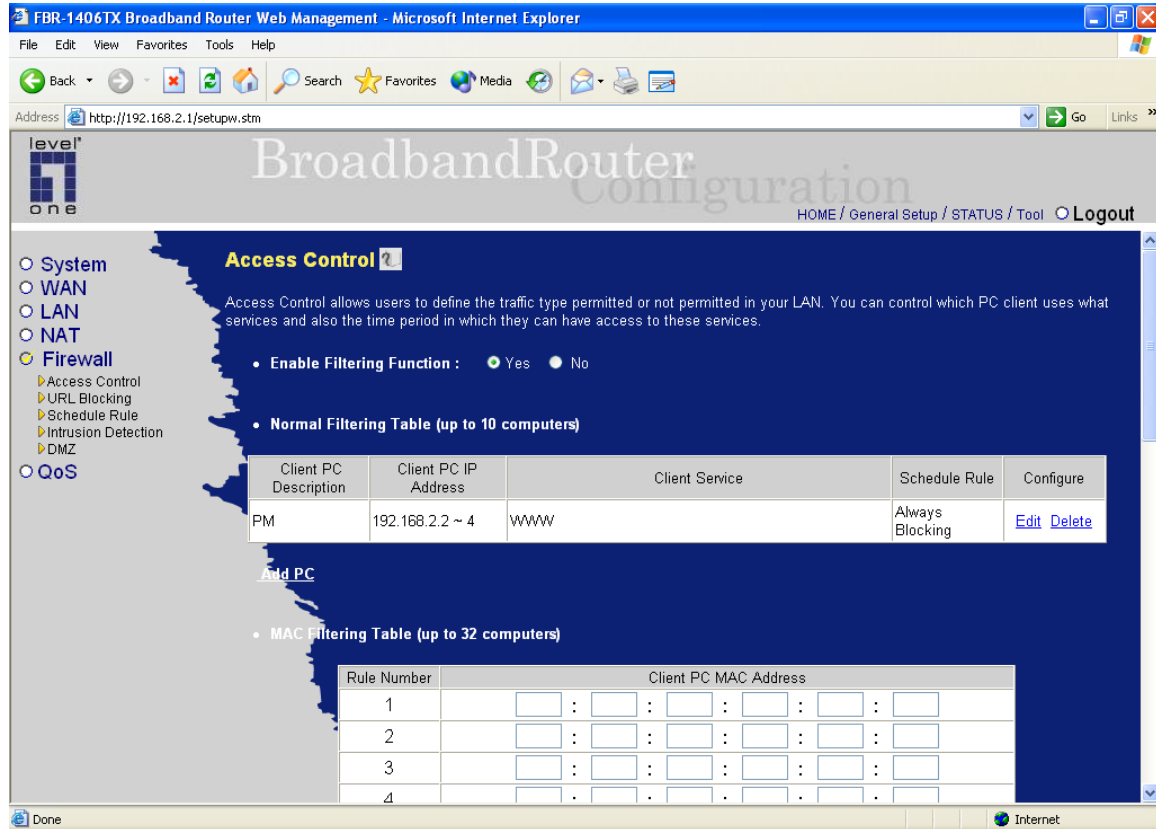 FBR-1406TX Broadband Router Web Management - Microsoft Internet Explorer
File Edit View Favorites Tools Help
Back Search Favorites Media
Address http://192.168.2.1/setupw.stm Go Links »
level one
BroadbandRouter
Configuration
HOME / General Setup / STATUS / Tool Logout
System
WAN
LAN
NAT
Firewall
Access Control
URL Blocking
Schedule Rule
Intrusion Detection
DMZ
QoS
Access Control
Access Control allows users to define the traffic type permitted or not permitted in your LAN. You can control which PC client uses what
services and also the time period in which they can have access to these services.
• Enable Filtering Function : Yes No
• Normal Filtering Table (up to 10 computers)
Client PC Description Client PC IP Address Client Service Schedule Rule Configure
PM 192.168.2.2 ~ 4 WWW Always Blocking Edit Delete
Add PC
• MAC Filtering Table (up to 32 computers)
Rule Number Client PC MAC Address
1 : : : : :
2 : : : : :
3 : : : : :
4 : : : : :
Done Internet